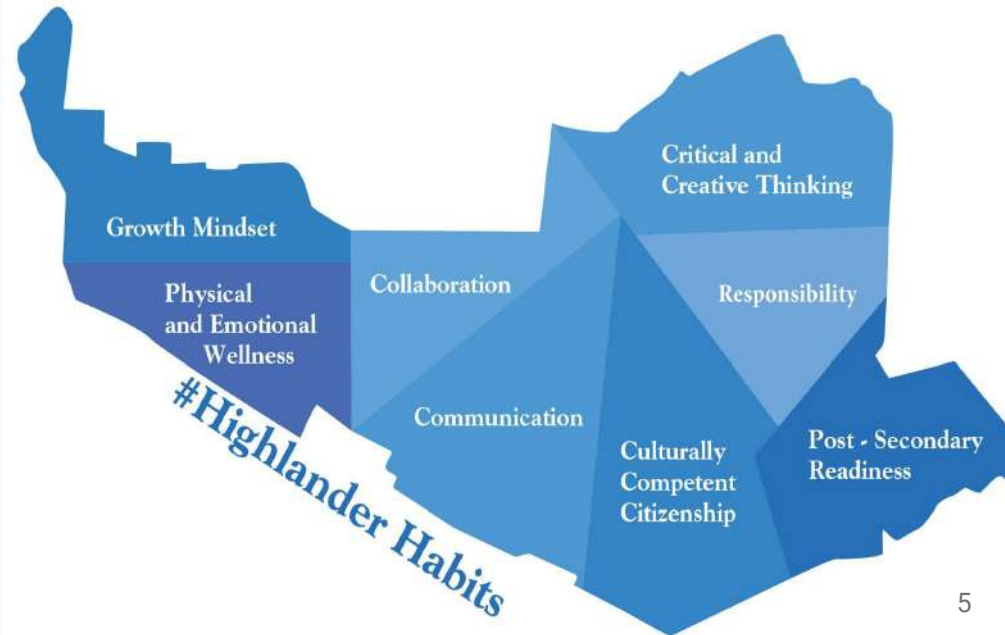 Growth Mindset
Physical
and Emotional
Wellness
Collaboration
Communication
Critical and
Creative Thinking
Responsibility
Culturally
Competent
Citizenship
Post - Secondary
Readiness
#Highlander Habits
5